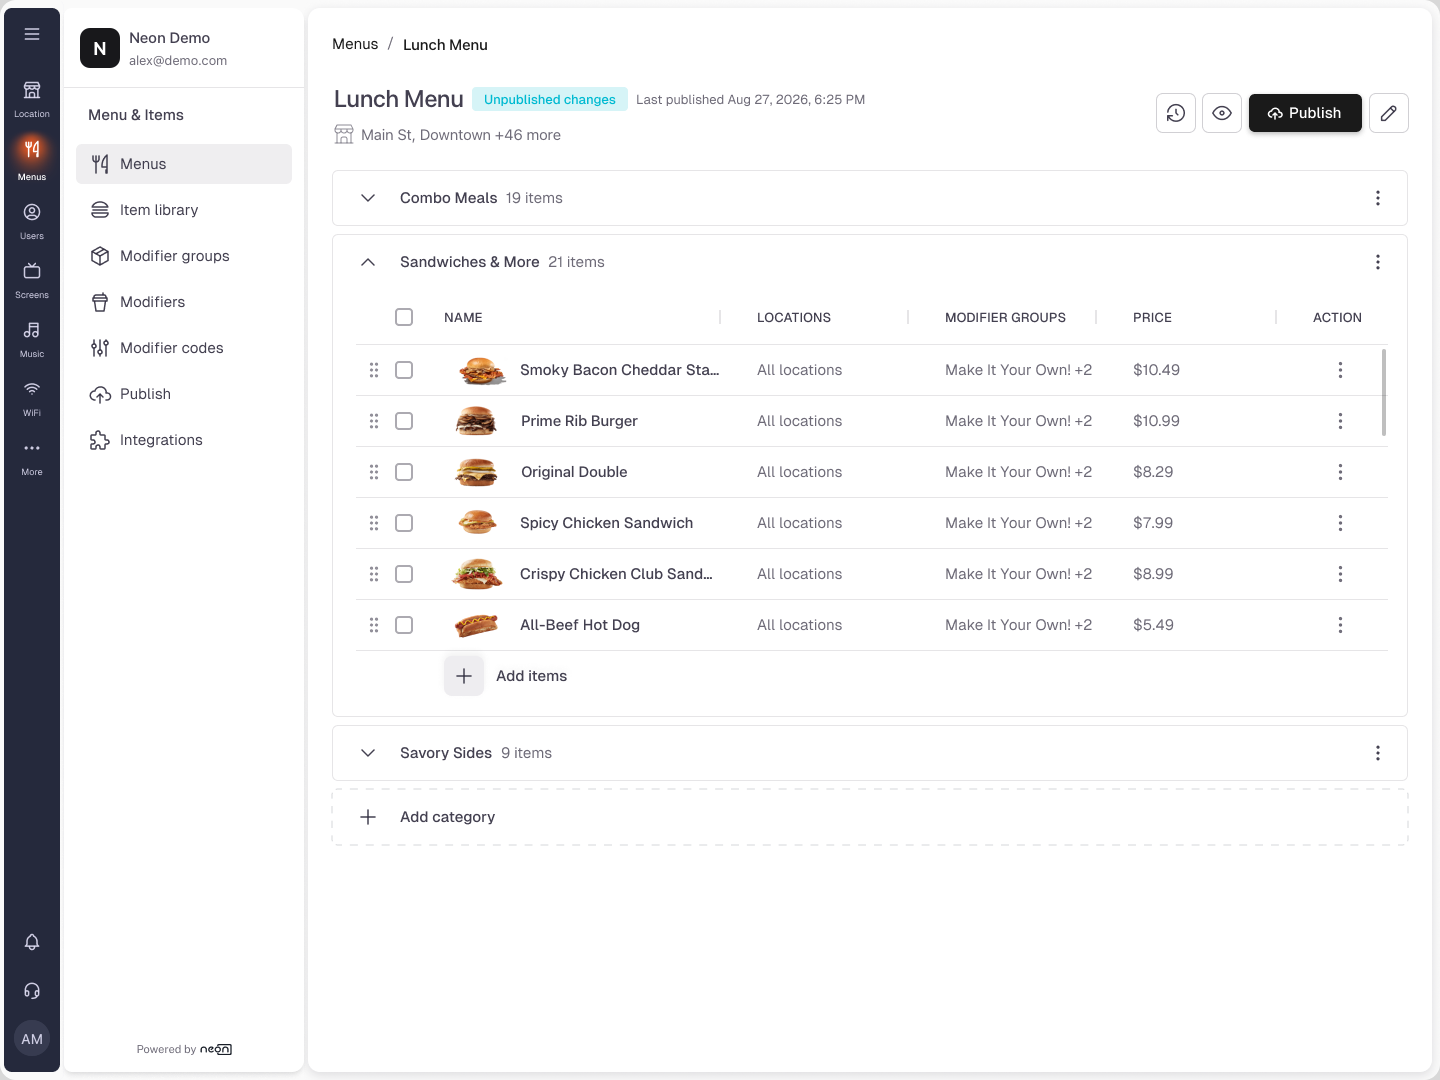 Location
Menus
Users
Screens
Music
WiFi
More
AM
N
Neon Demo
alex@demo.com
Menu & Items
Menus
Item library
Modifier groups
Modifiers
Modifier codes
Publish
Integrations
Powered by neon
Menus / Lunch Menu
Lunch Menu Unpublished changes Last published Aug 27, 2026, 6:25 PM
Main St, Downtown +46 more
Publish
Combo Meals 19 items
Sandwiches & More 21 items
NAME LOCATIONS MODIFIER GROUPS PRICE ACTION
Smoky Bacon Cheddar Sta... All locations Make It Your Own! +2 $10.49
Prime Rib Burger All locations Make It Your Own! +2 $10.99
Original Double All locations Make It Your Own! +2 $8.29
Spicy Chicken Sandwich All locations Make It Your Own! +2 $7.99
Crispy Chicken Club Sand... All locations Make It Your Own! +2 $8.99
All-Beef Hot Dog All locations Make It Your Own! +2 $5.49
Add items
Savory Sides 9 items
Add category